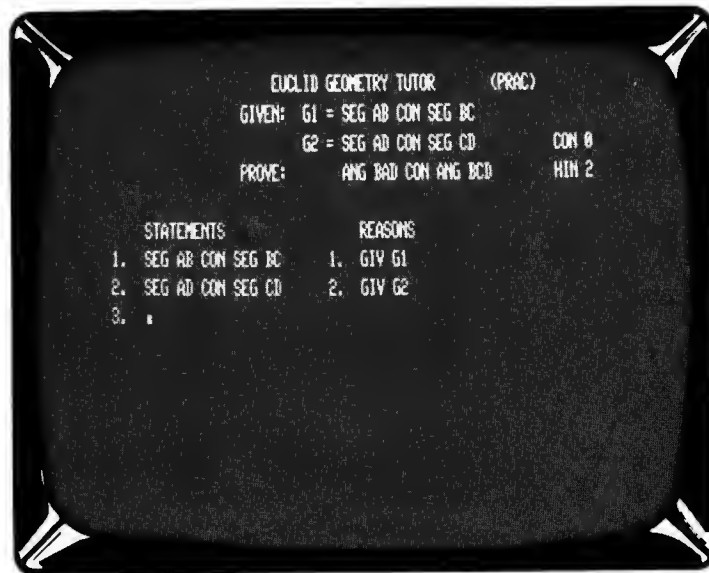 EUCLID GEOMETRY TUTOR (PRAC)
GIVEN: G1 = SEG AB CON SEG BC
G2 = SEG AD CON SEG CD CON 0
PROVE: ANG BAD CON ANG BCD HIN 2
STATEMENTS REASONS
1. SEG AB CON SEG BC 1. GIV G1
2. SEG AD CON SEG CD 2. GIV G2
3.